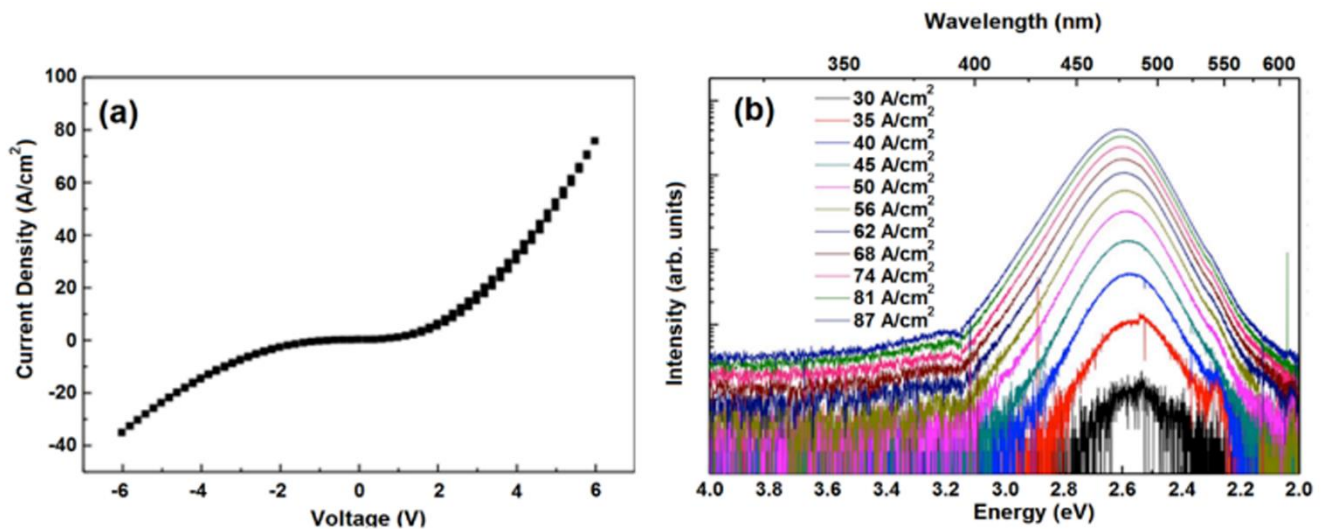 (a)
Current Density (A/cm²)
100
80
60
40
20
0
-20
-40
-6 -4 -2 0 2 4 6
Voltage (V)
Wavelength (nm)
350 400 450 500 550 600
(b)
30 A/cm²
35 A/cm²
40 A/cm²
45 A/cm²
50 A/cm²
56 A/cm²
62 A/cm²
68 A/cm²
74 A/cm²
81 A/cm²
87 A/cm²
Intensity (arb. units)
4.0 3.8 3.6 3.4 3.2 3.0 2.8 2.6 2.4 2.2 2.0
Energy (eV)